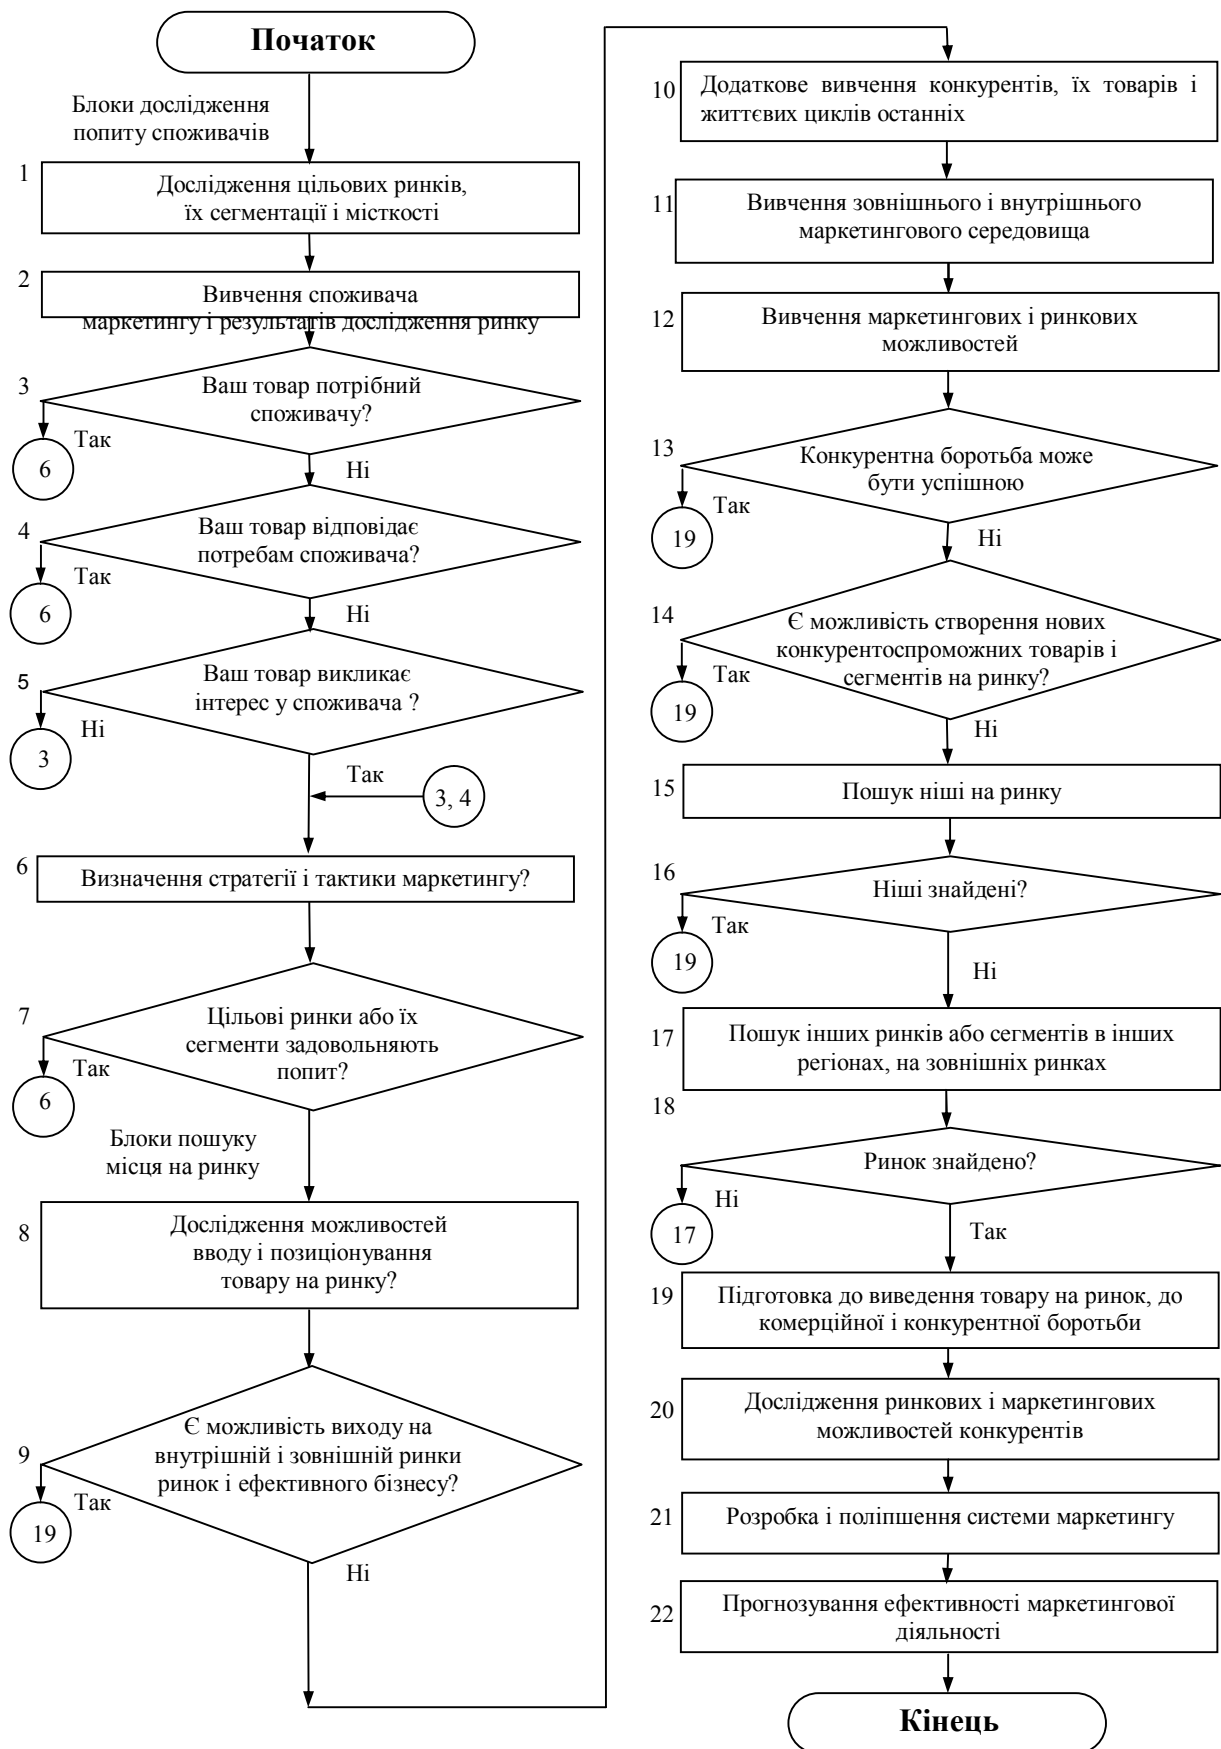 Початок
Блоки дослідження
попиту споживачів
1
Дослідження цільових ринків,
їх сегментації і місткості
2
Вивчення споживача
маркетингу і результатів дослідження ринку
3
Ваш товар потрібний
споживачу?
Так
6
Ні
4
Ваш товар відповідає
потребам споживача?
Так
6
Ні
5
Ваш товар викликає
інтерес у споживача ?
Ні
3
Так
3, 4
6
Визначення стратегії і тактики маркетингу?
7
Цільові ринки або їх
сегменти задовольняють
попит?
Так
6
Блоки пошуку
місця на ринку
8
Дослідження можливостей
вводу і позиціонування
товару на ринку?
9
Є можливість виходу на
внутрішній і зовнішній ринки
ринок і ефективного бізнесу?
Так
19
Ні
10
Додаткове вивчення конкурентів, їх товарів і
життєвих циклів останніх
11
Вивчення зовнішнього і внутрішнього
маркетингового середовища
12
Вивчення маркетингових і ринкових
можливостей
13
Конкурентна боротьба може
бути успішною
Так
19
Ні
14
Є можливість створення нових
конкурентоспроможних товарів і
сегментів на ринку?
Так
19
Ні
15
Пошук ніші на ринку
16
Ніші знайдені?
Так
19
Ні
17
Пошук інших ринків або сегментів в інших
регіонах, на зовнішніх ринках
18
Ринок знайдено?
Ні
17
Так
19
Підготовка до виведення товару на ринок, до
комерційної і конкурентної боротьби
20
Дослідження ринкових і маркетингових
можливостей конкурентів
21
Розробка і поліпшення системи маркетингу
22
Прогнозування ефективності маркетингової
діяльності
Кінець